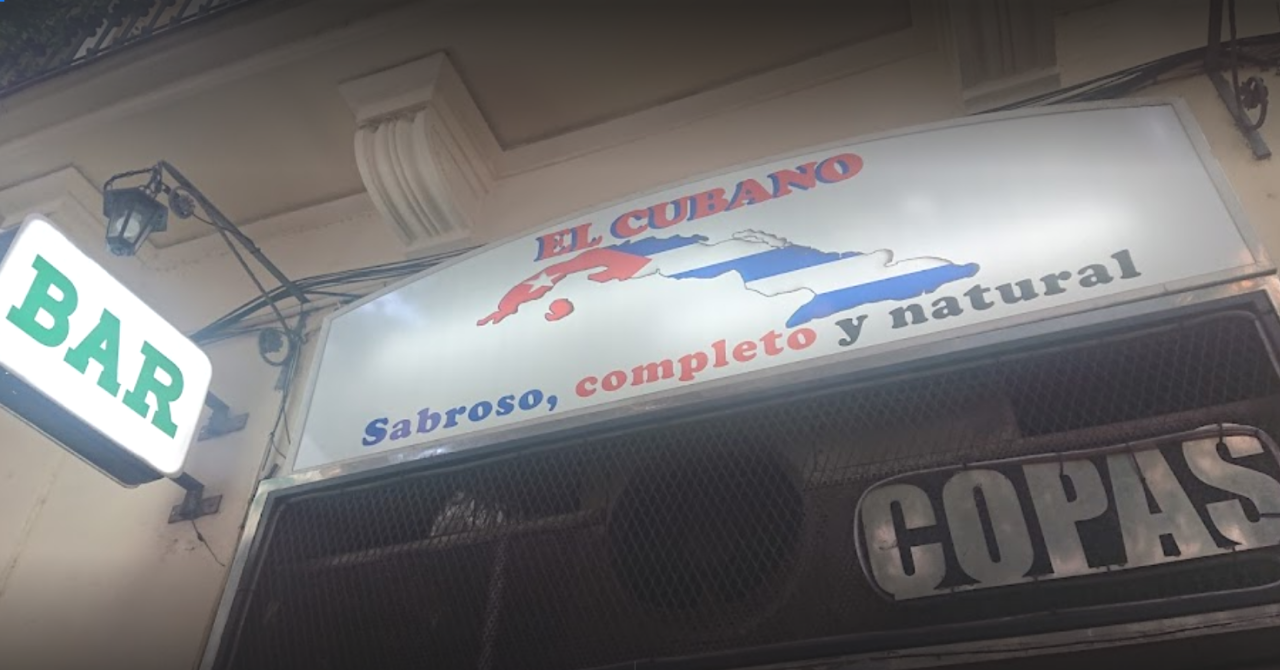 BAR
EL CUBANO
Sabroso, completo y natural
COPAS